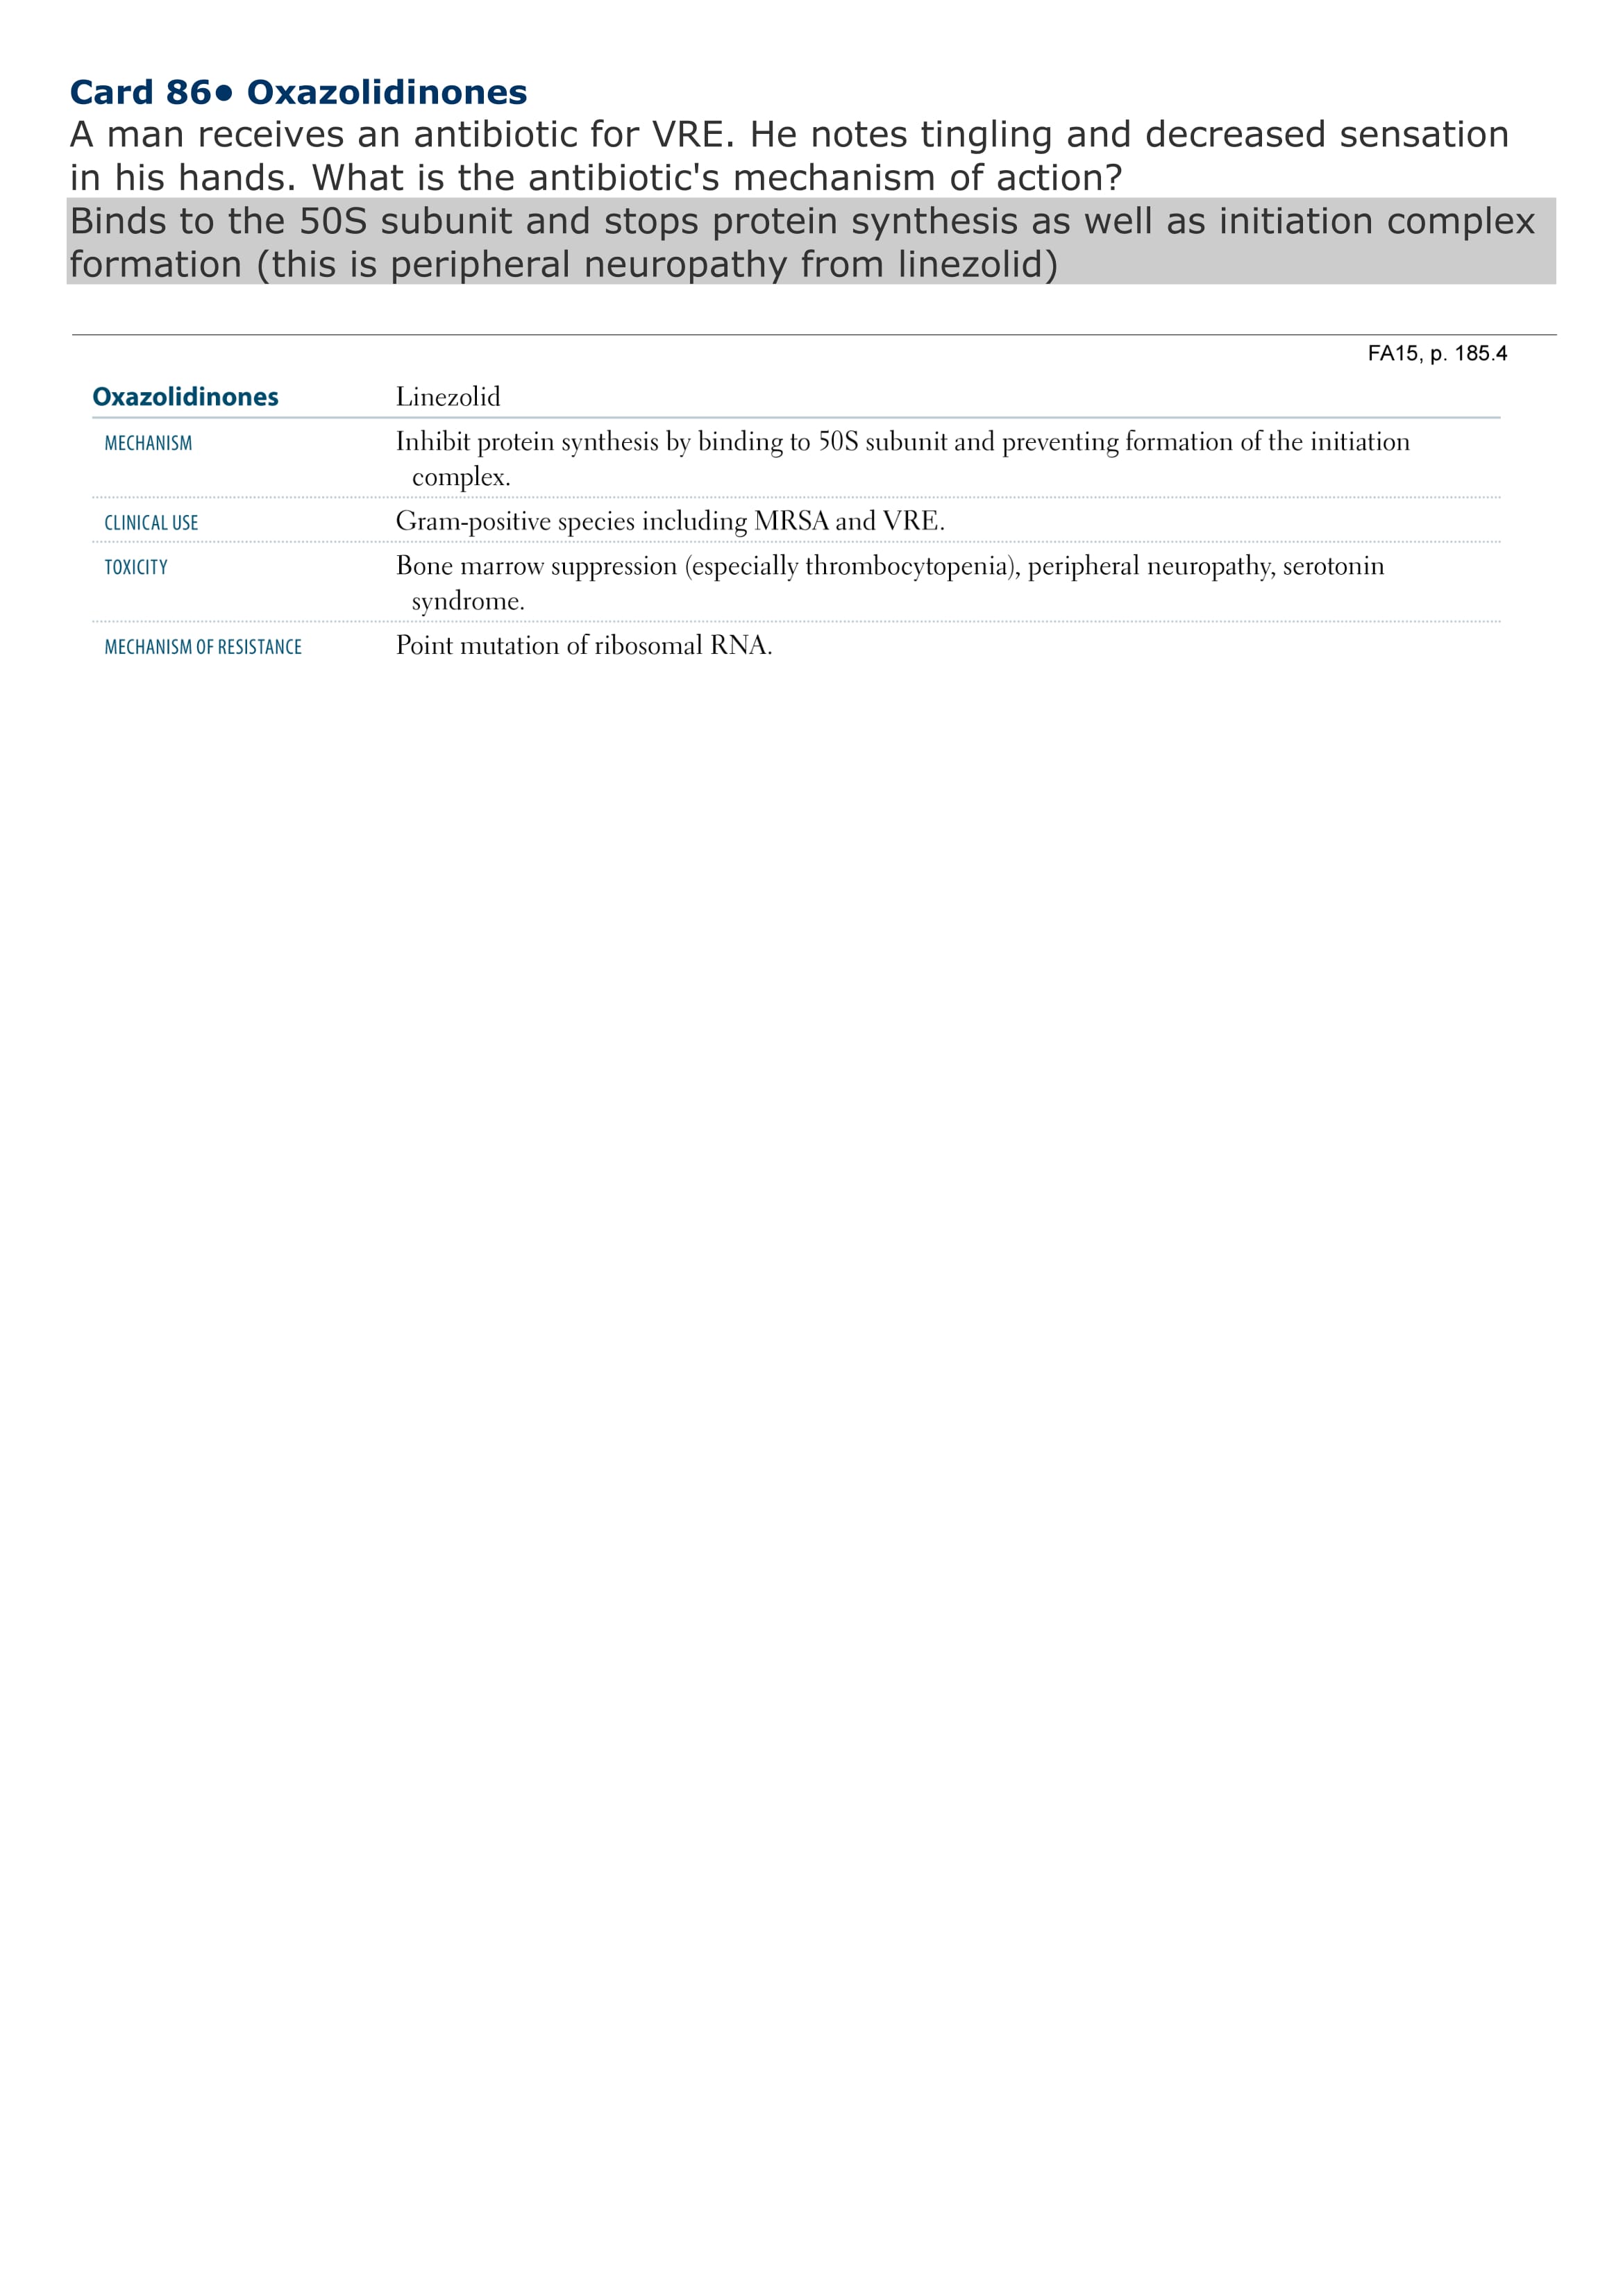 Card 86● Oxazolidinones
A man receives an antibiotic for VRE. He notes tingling and decreased sensation
in his hands. What is the antibiotic's mechanism of action?
Binds to the 50S subunit and stops protein synthesis as well as initiation complex
formation (this is peripheral neuropathy from linezolid)
FA15, p. 185.4
Oxazolidinones Linezolid
MECHANISM Inhibit protein synthesis by binding to 50S subunit and preventing formation of the initiation
complex.
CLINICAL USE Gram-positive species including MRSA and VRE.
TOXICITY Bone marrow suppression (especially thrombocytopenia), peripheral neuropathy, serotonin
syndrome.
MECHANISM OF RESISTANCE Point mutation of ribosomal RNA.